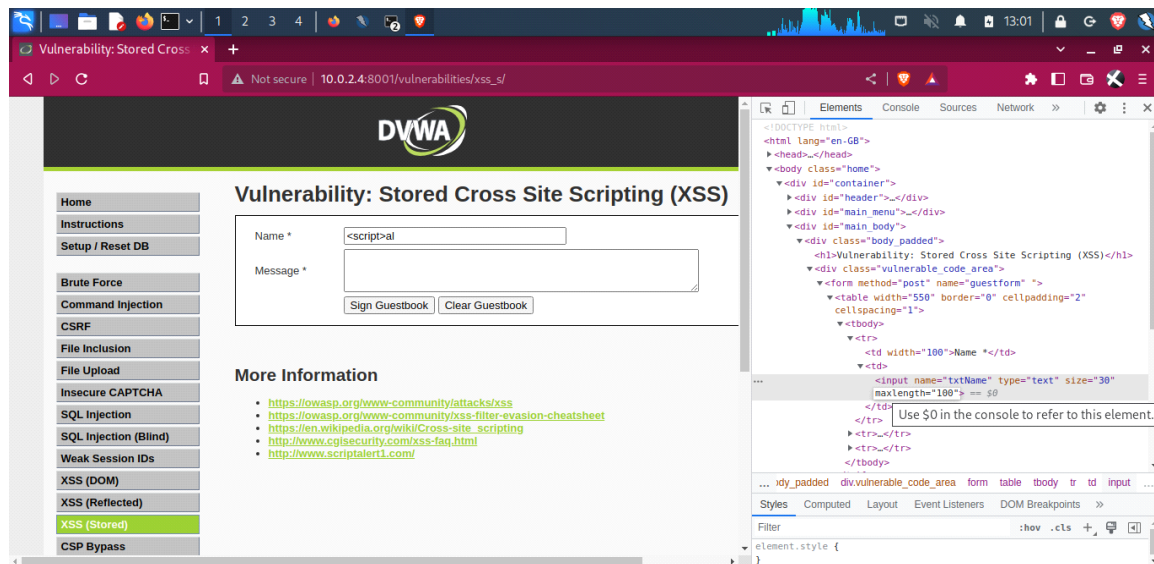 1 2 3 4 13:01
Vulnerability: Stored Cross
Not secure 10.0.2.4:8001/vulnerabilities/xss_s/
DVWA
Home
Instructions
Setup / Reset DB
Brute Force
Command Injection
CSRF
File Inclusion
File Upload
Insecure CAPTCHA
SQL Injection
SQL Injection (Blind)
Weak Session IDs
XSS (DOM)
XSS (Reflected)
XSS (Stored)
CSP Bypass
Vulnerability: Stored Cross Site Scripting (XSS)
Name * <script>al
Message *
Sign Guestbook Clear Guestbook
More Information
• https://owasp.org/www-community/attacks/xss
• https://owasp.org/www-community/xss-filter-evasion-cheatsheet
• https://en.wikipedia.org/wiki/Cross-site_scripting
• http://www.cgisecurity.com/xss-faq.html
• http://www.scriptalert1.com/
Elements Console Sources Network »
<!DOCTYPE html>
<html lang="en-GB">
<head>…</head>
<body class="home">
<div id="container">
<div id="header">…</div>
<div id="main_menu">…</div>
<div id="main_body">
<div class="body_padded">
<h1>Vulnerability: Stored Cross Site Scripting (XSS)</h1>
<div class="vulnerable_code_area">
<form method="post" name="guestform" ">
<table width="550" border="0" cellpadding="2"
cellspacing="1">
<tbody>
<tr>
<td width="100">Name *</td>
<td>
… <input name="txtName" type="text" size="30"
maxlength="100"> == $0
</td>
Use $0 in the console to refer to this element.
</tr>
<tr>…</tr>
<tr>…</tr>
</tbody>
… dy_padded div.vulnerable_code_area form table tbody tr td input …
Styles Computed Layout Event Listeners DOM Breakpoints »
Filter :hov .cls +
element.style {
}